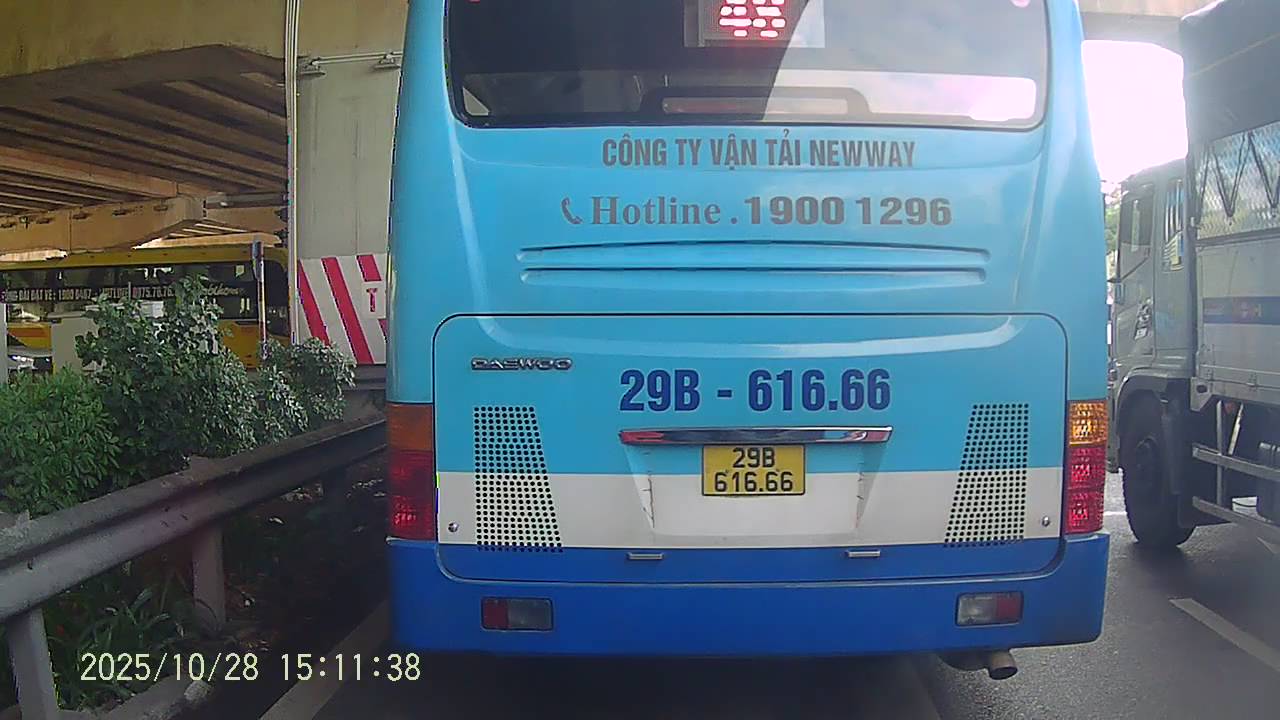 CÔNG TY VẬN TẢI NEWWAY
Hotline . 1900 1296
DAEWOO
29B - 616.66
29B
616.66
T
2025/10/28 15:11:38